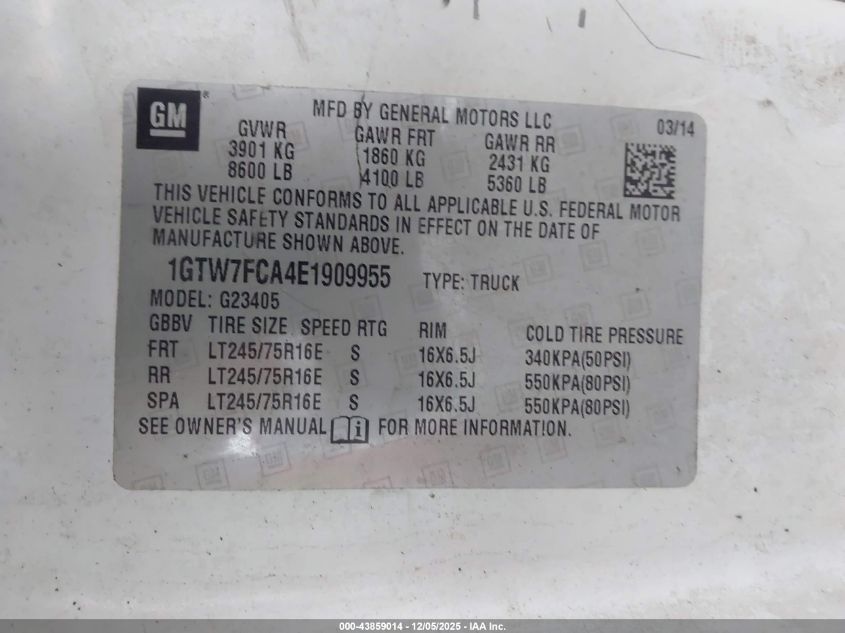 GM ®
MFD BY GENERAL MOTORS LLC
03/14
GVWR GAWR FRT GAWR RR
3901 KG 1860 KG 2431 KG
8600 LB 4100 LB 5360 LB
THIS VEHICLE CONFORMS TO ALL APPLICABLE U.S. FEDERAL MOTOR
VEHICLE SAFETY STANDARDS IN EFFECT ON THE DATE OF
MANUFACTURE SHOWN ABOVE.
1GTW7FCA4E1909955 TYPE: TRUCK
MODEL: G23405
GBBV TIRE SIZE SPEED RTG RIM COLD TIRE PRESSURE
FRT LT245/75R16E S 16X6.5J 340KPA(50PSI)
RR LT245/75R16E S 16X6.5J 550KPA(80PSI)
SPA LT245/75R16E S 16X6.5J 550KPA(80PSI)
SEE OWNER'S MANUAL i FOR MORE INFORMATION.
000-43859014 - 12/05/2025 - IAA Inc.